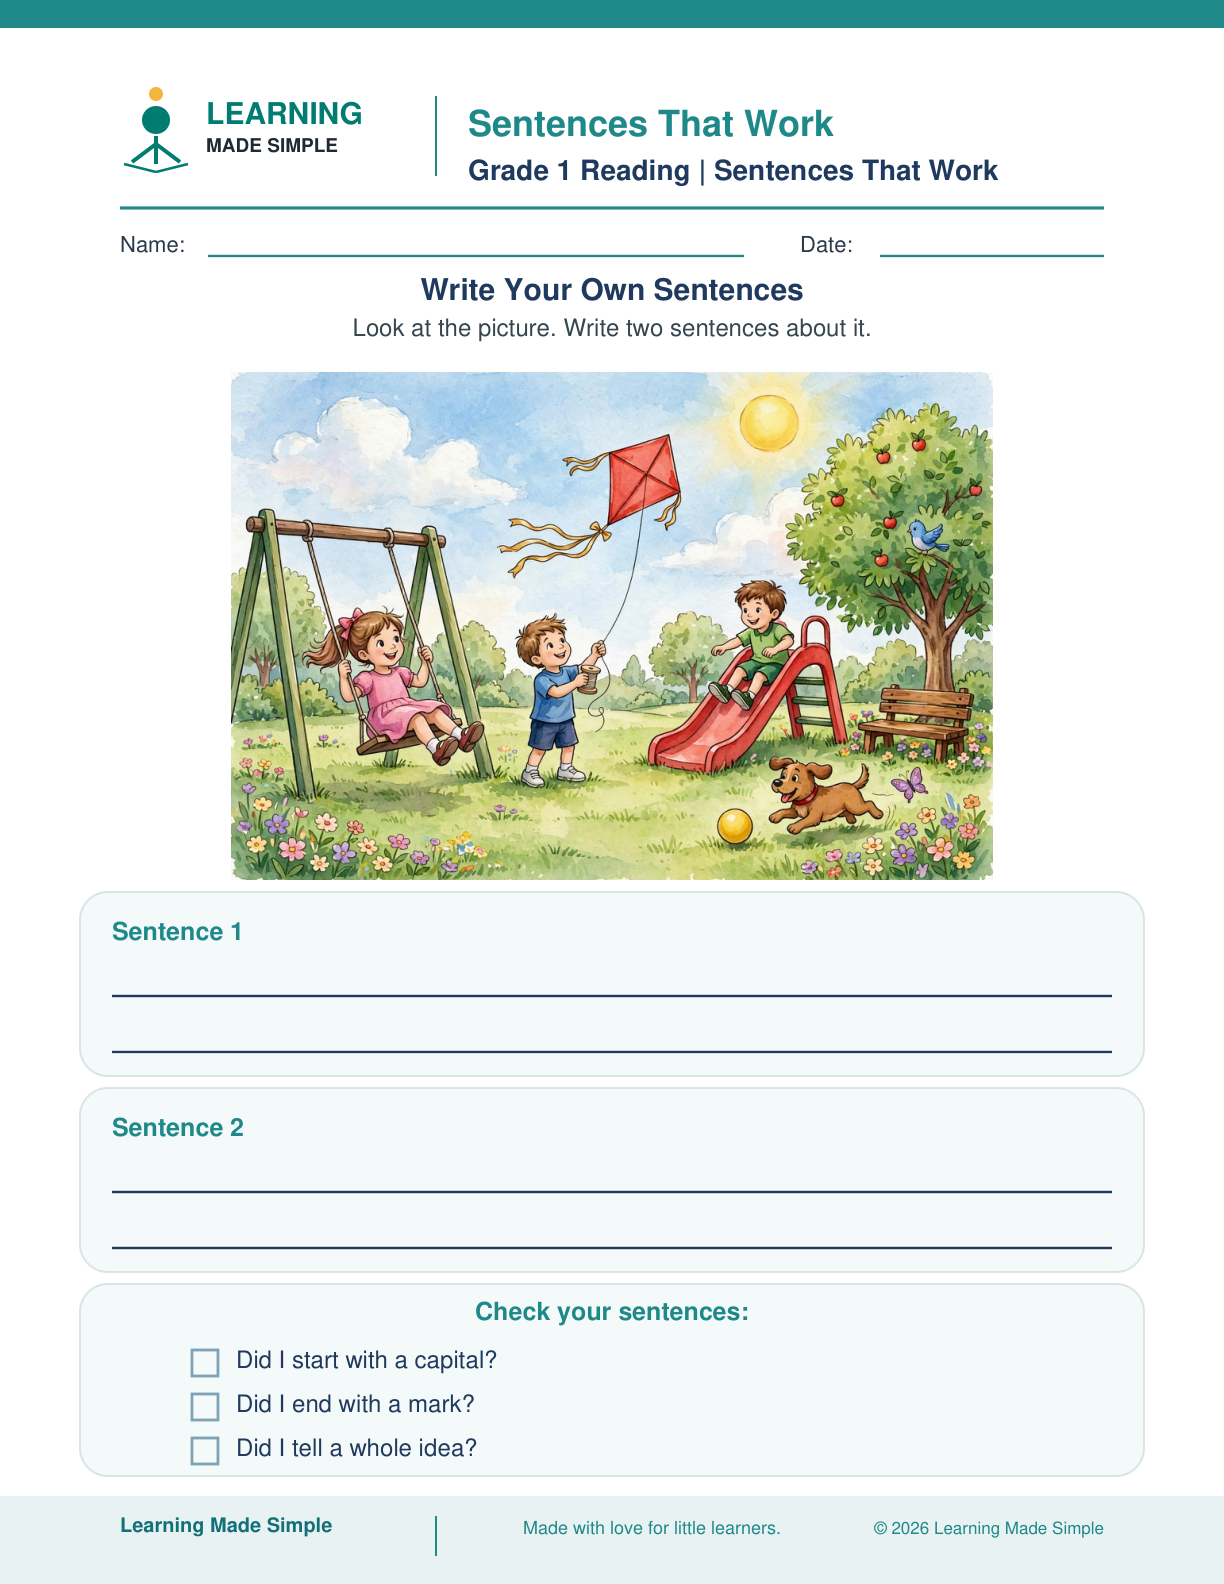 LEARNING
MADE SIMPLE
Sentences That Work
Grade 1 Reading | Sentences That Work
Name:
Date:
Write Your Own Sentences
Look at the picture. Write two sentences about it.
Sentence 1
Sentence 2
Check your sentences:
Did I start with a capital?
Did I end with a mark?
Did I tell a whole idea?
Learning Made Simple
Made with love for little learners.
© 2026 Learning Made Simple